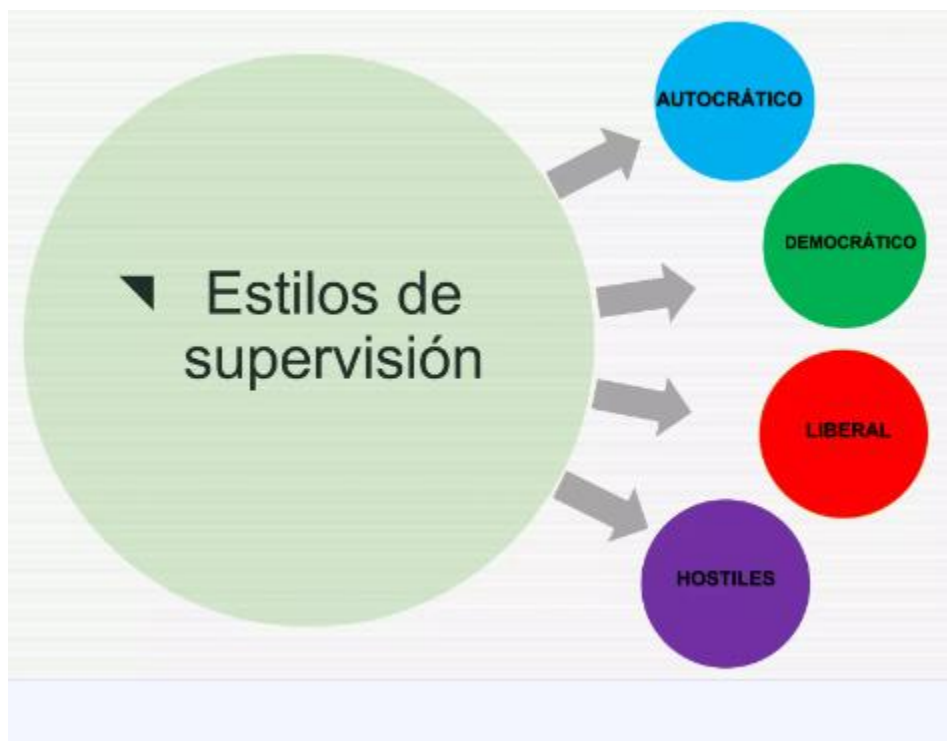 Estilos de
supervisión
AUTOCRÁTICO
DEMOCRÁTICO
LIBERAL
HOSTILES